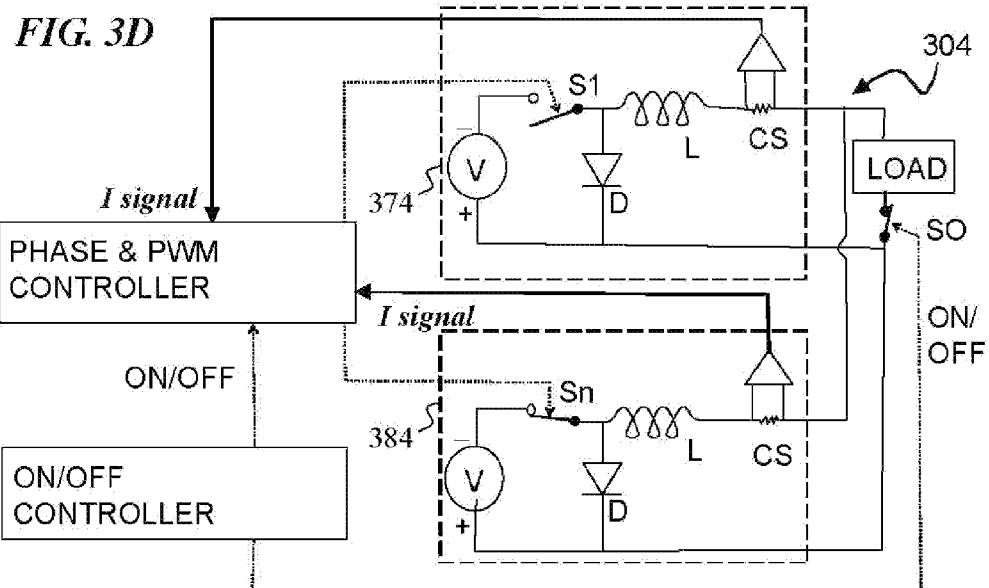 FIG. 3D
304
S1
L
CS
LOAD
–
V
+
D
374
I signal
SO
PHASE & PWM
CONTROLLER
I signal
ON/
OFF
ON/OFF
Sn
384
L
CS
–
V
+
D
ON/OFF
CONTROLLER